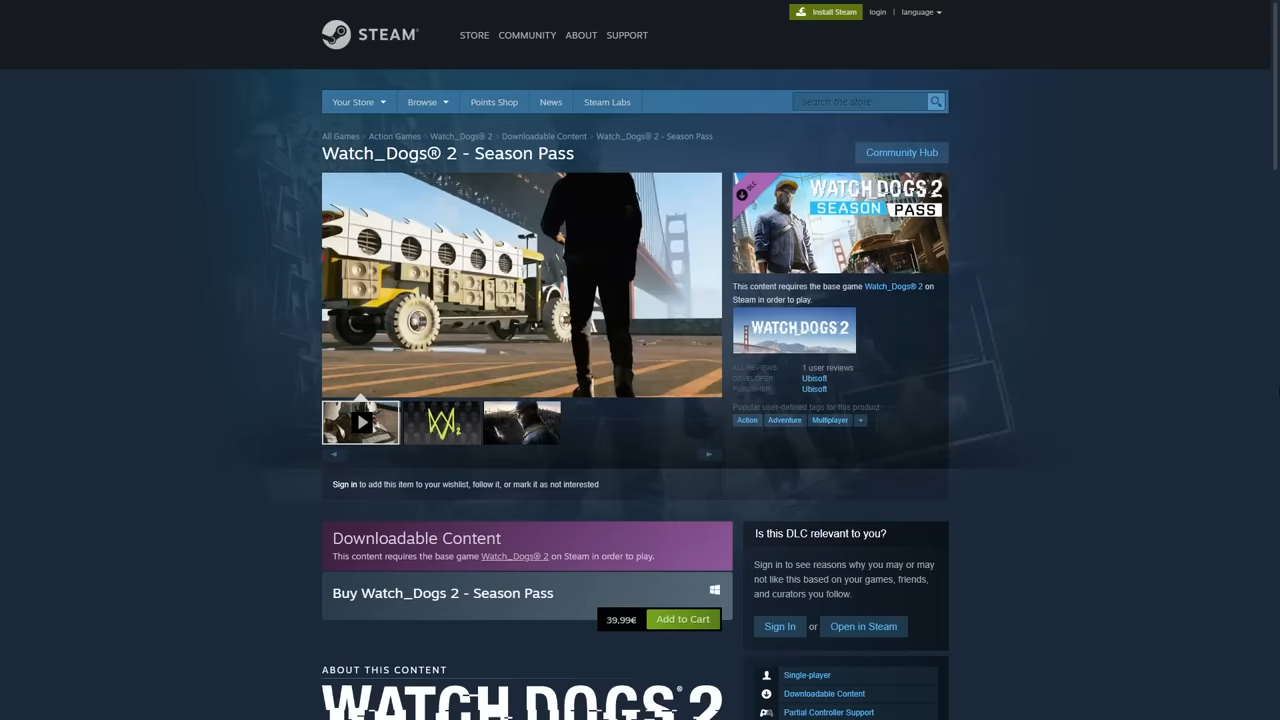 Install Steam
login | language
STEAM®
STORE COMMUNITY ABOUT SUPPORT
Your Store Browse Points Shop News Steam Labs
search the store
All Games > Action Games > Watch_Dogs® 2 > Downloadable Content > Watch_Dogs® 2 - Season Pass
Watch_Dogs® 2 - Season Pass
Community Hub
DLC
WATCH_DOGS 2
SEASON PASS
This content requires the base game Watch_Dogs® 2 on
Steam in order to play.
WATCH_DOGS 2
ALL REVIEWS: 1 user reviews
DEVELOPER: Ubisoft
PUBLISHER: Ubisoft
Popular user-defined tags for this product:
Action Adventure Multiplayer +
Sign in to add this item to your wishlist, follow it, or mark it as not interested
Downloadable Content
This content requires the base game Watch_Dogs® 2 on Steam in order to play.
Buy Watch_Dogs 2 - Season Pass
39,99€ Add to Cart
Is this DLC relevant to you?
Sign in to see reasons why you may or may
not like this based on your games, friends,
and curators you follow.
Sign In or Open in Steam
ABOUT THIS CONTENT
WATCH_DOGS® 2
Single-player
Downloadable Content
Partial Controller Support